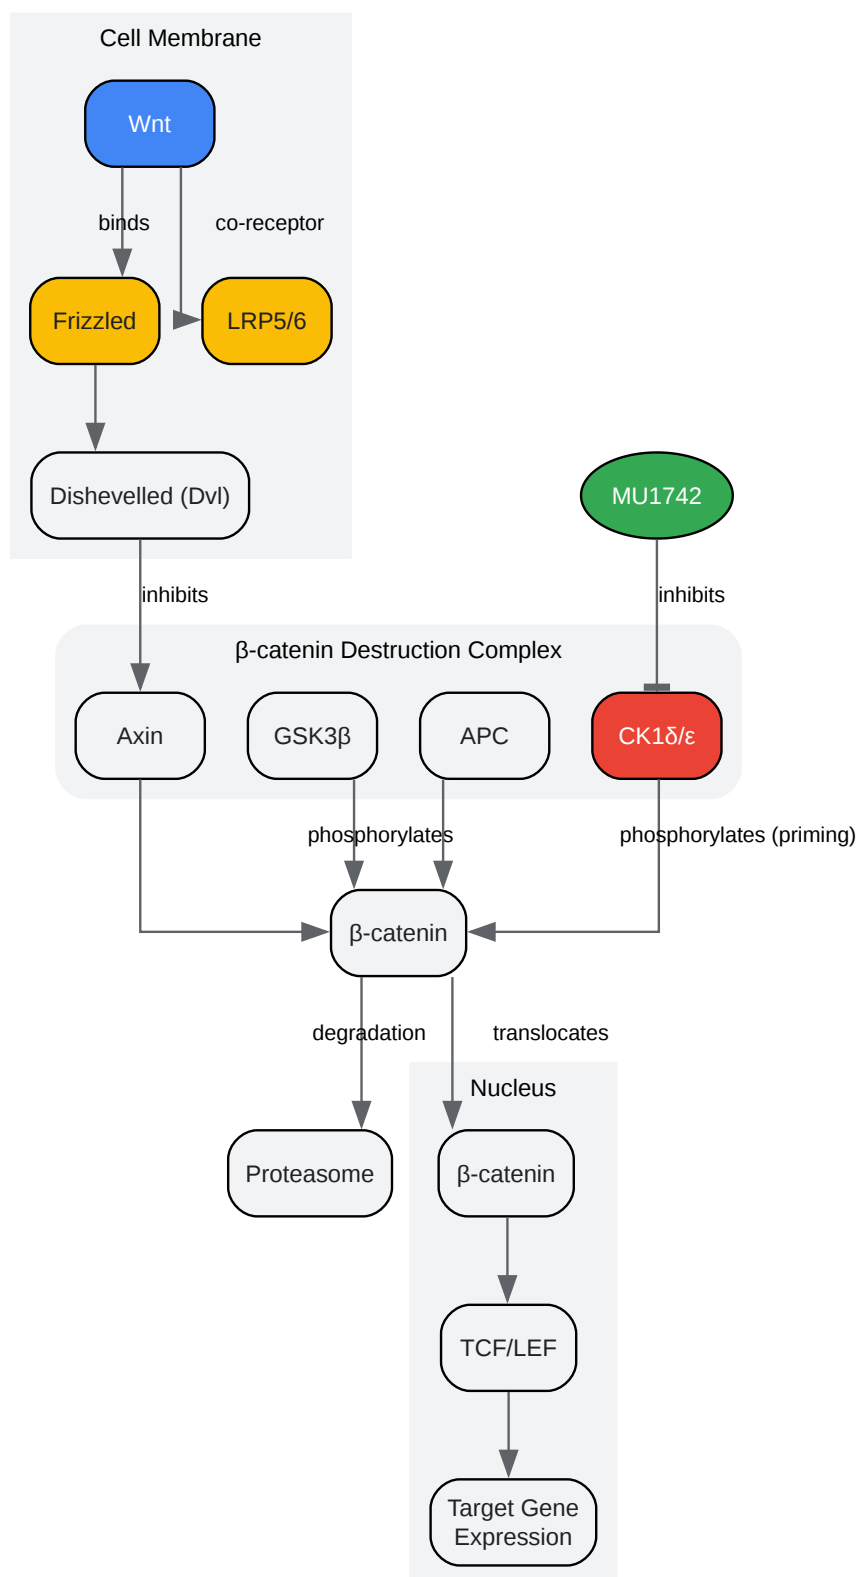 Cell Membrane
Wnt
binds
co-receptor
Frizzled
LRP5/6
Dishevelled (Dvl)
MU1742
inhibits
inhibits
β-catenin Destruction Complex
Axin
GSK3β
APC
CK1δ/ε
phosphorylates
phosphorylates (priming)
β-catenin
degradation
translocates
Nucleus
Proteasome
β-catenin
TCF/LEF
Target Gene
Expression